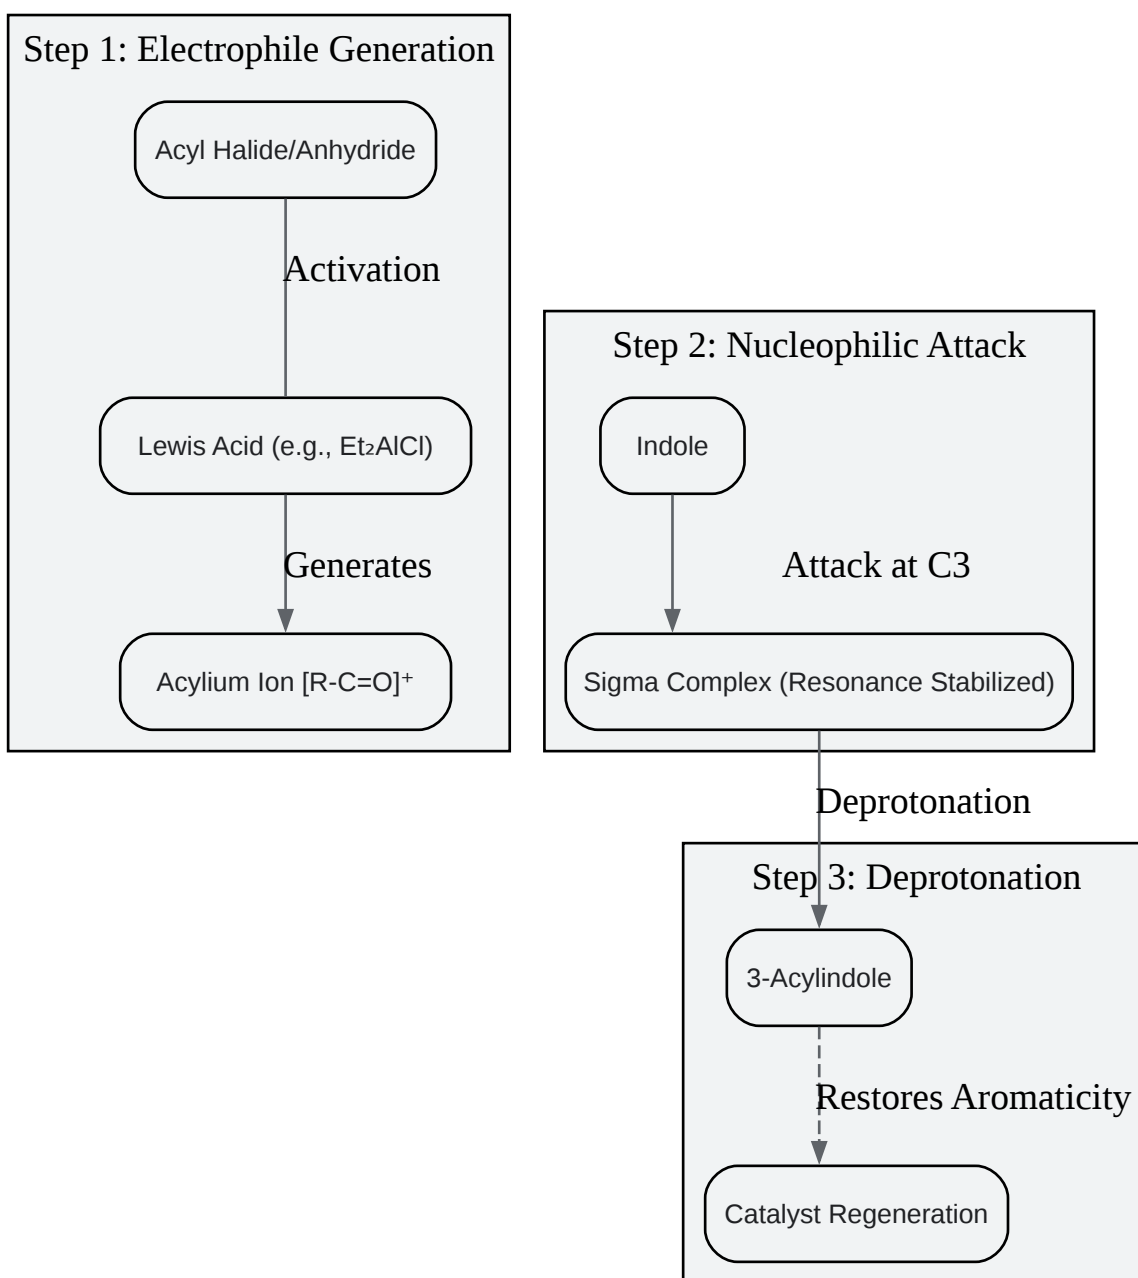 Step 1: Electrophile Generation
Acyl Halide/Anhydride
Activation
Lewis Acid (e.g., Et₂AlCl)
Generates
Acylium Ion [R-C=O]⁺
Step 2: Nucleophilic Attack
Indole
Attack at C3
Sigma Complex (Resonance Stabilized)
Deprotonation
Step 3: Deprotonation
3-Acylindole
Restores Aromaticity
Catalyst Regeneration